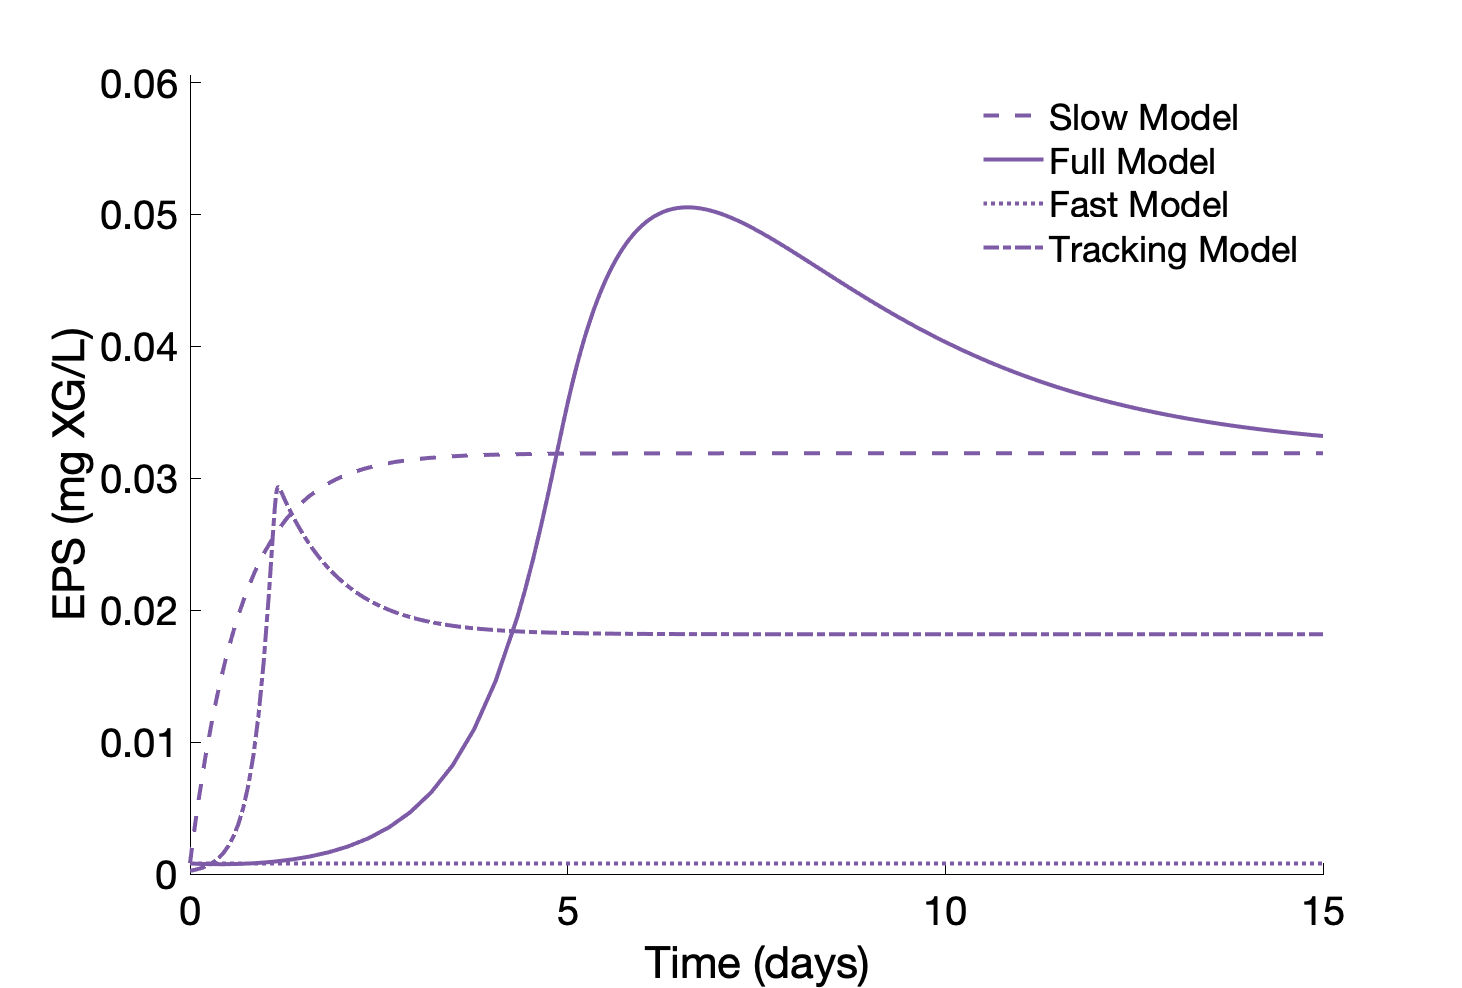 0.06
0.05
0.04
0.03
0.02
0.01
0
EPS (mg XG/L)
Slow Model
Full Model
Fast Model
Tracking Model
0 5 10 15
Time (days)